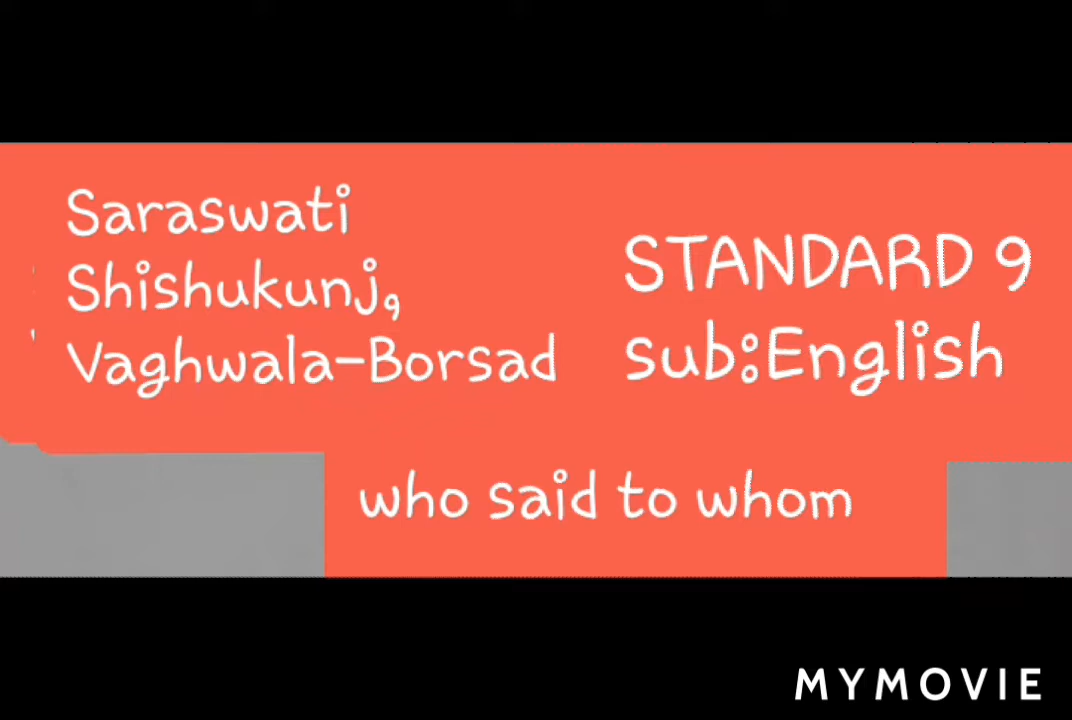 Saraswati
Shishukunj,
Vaghwala-Borsad
STANDARD 9
sub:English
who said to whom
MYMOVIE